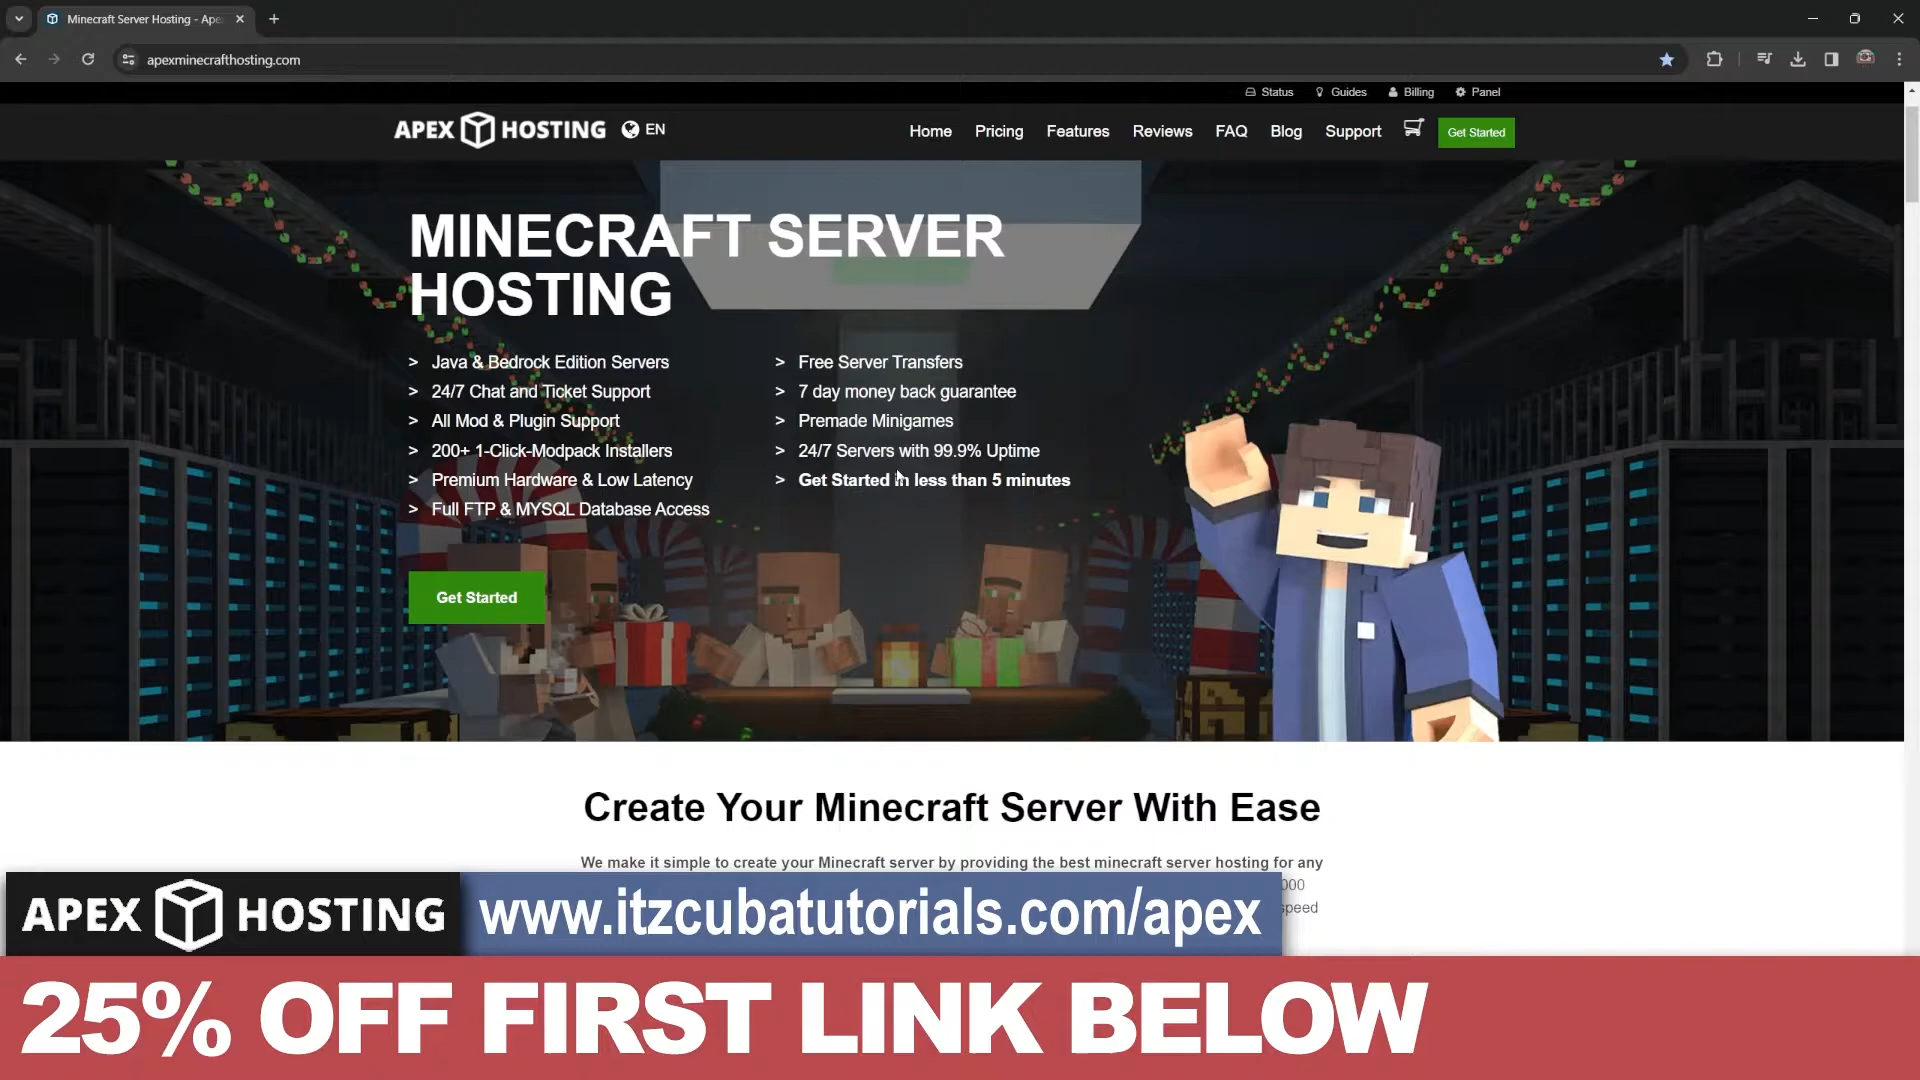 Minecraft Server Hosting - Ape
apexminecrafthosting.com
Status Guides Billing Panel
APEX HOSTING EN
Home Pricing Features Reviews FAQ Blog Support Get Started
MINECRAFT SERVER
HOSTING
> Java & Bedrock Edition Servers
> 24/7 Chat and Ticket Support
> All Mod & Plugin Support
> 200+ 1-Click-Modpack Installers
> Premium Hardware & Low Latency
> Full FTP & MYSQL Database Access
> Free Server Transfers
> 7 day money back guarantee
> Premade Minigames
> 24/7 Servers with 99.9% Uptime
> Get Started in less than 5 minutes
Get Started
Create Your Minecraft Server With Ease
We make it simple to create your Minecraft server by providing the best minecraft server hosting for any
000
speed
APEX HOSTING www.itzcubatutorials.com/apex
25% OFF FIRST LINK BELOW